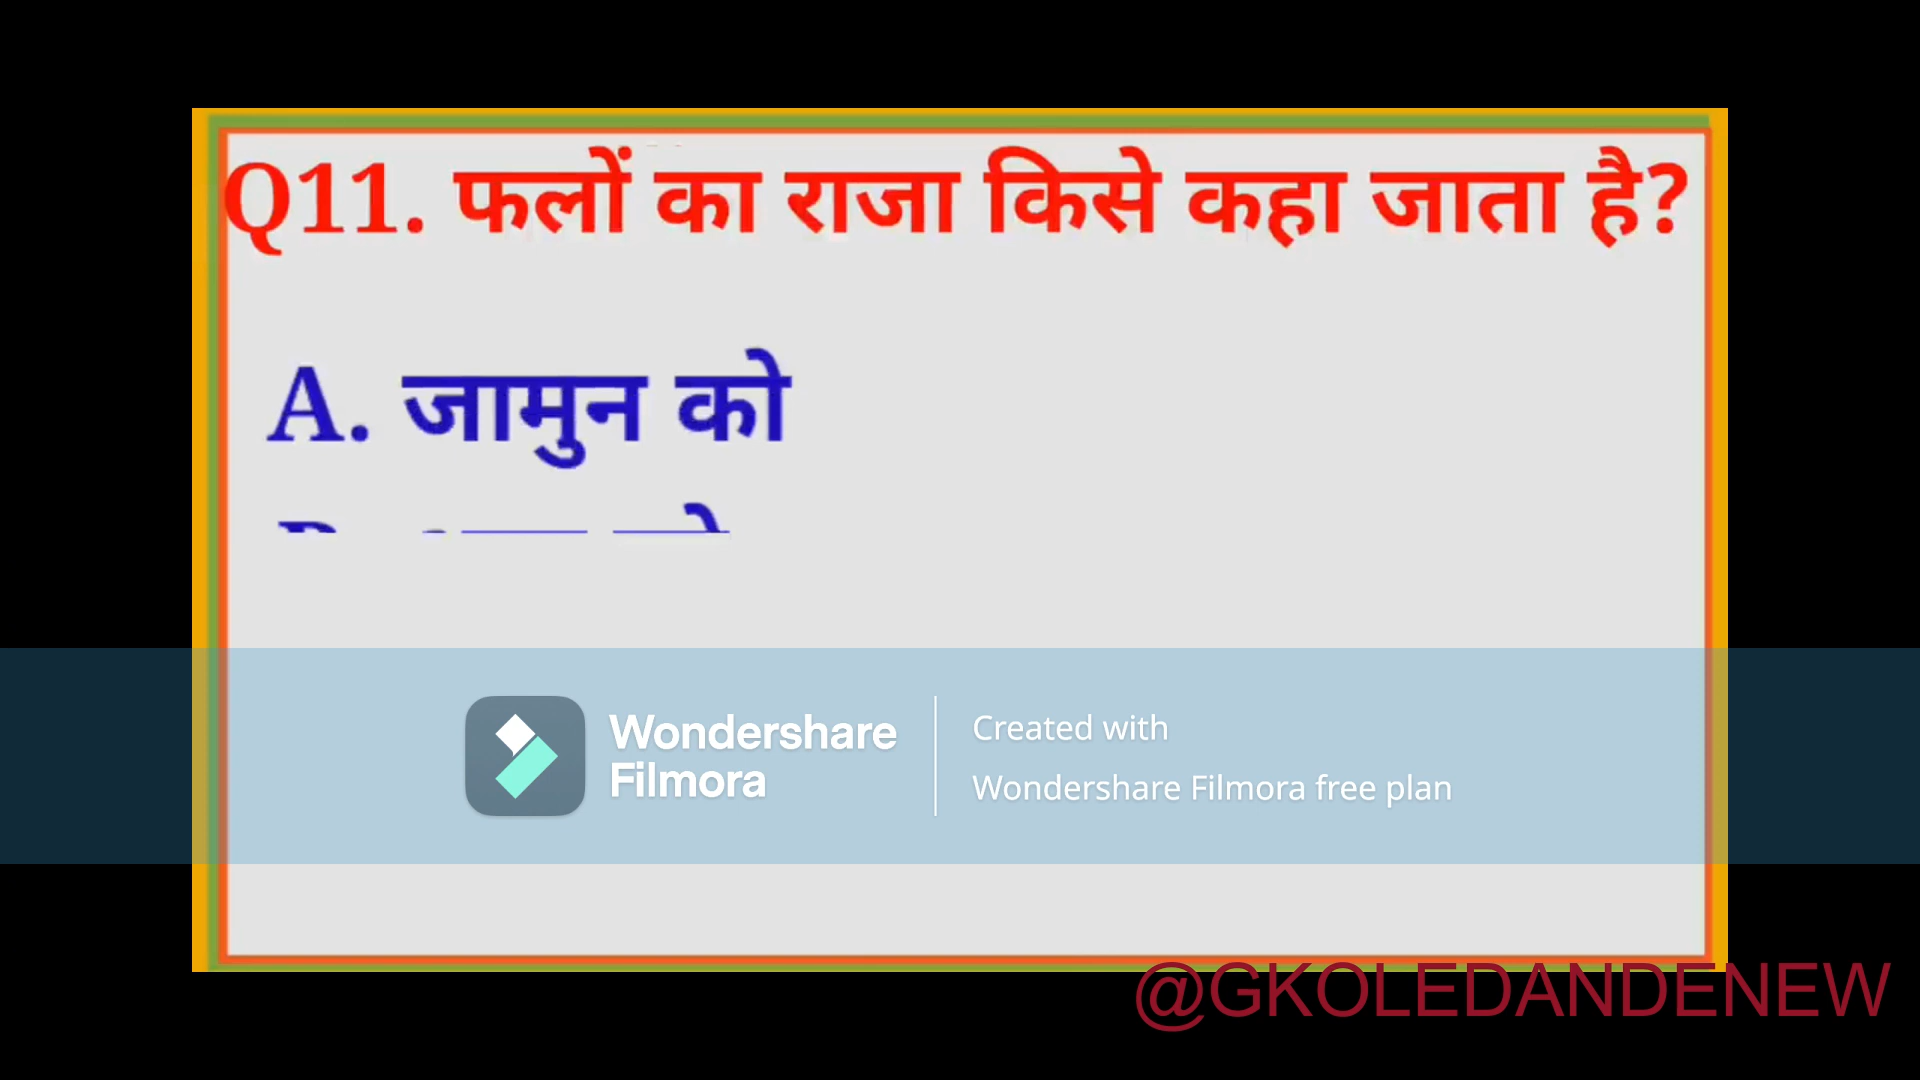 Q11. फलों का राजा किसे कहा जाता है?
A. जामुन को
Wondershare
Filmora
Created with
Wondershare Filmora free plan
@GKOLEDANDENEW